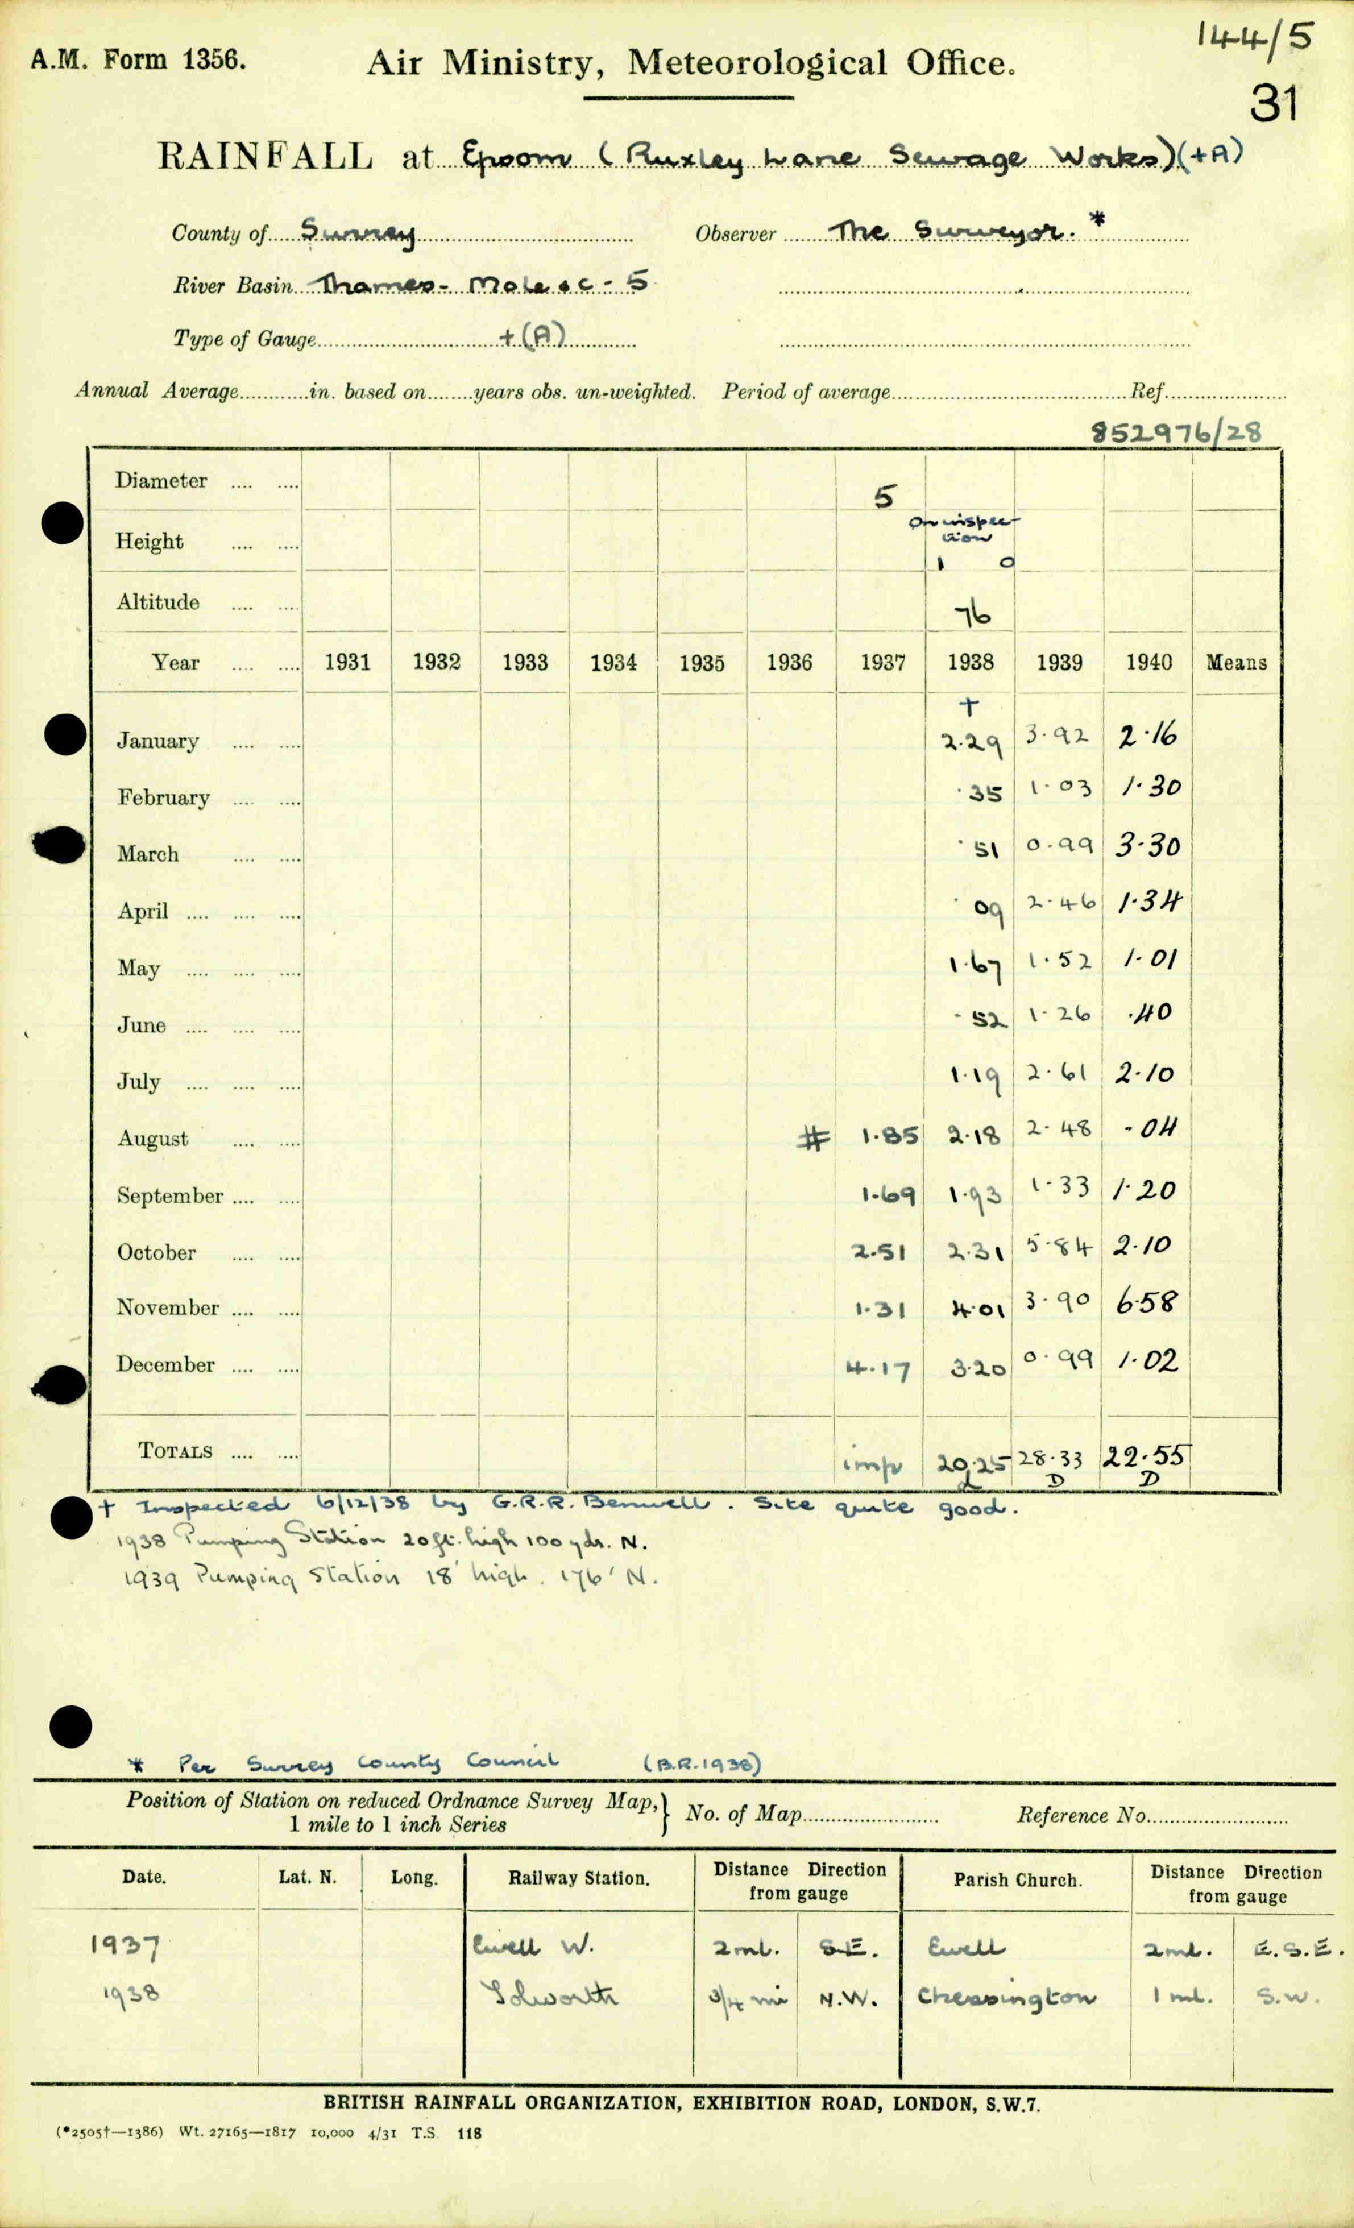 144/5
A.M. Form 1356. Air Ministry, Meteorological Office.
31
RAINFALL at Epsom (Ruxley Lane Sewage Works)(+A)
County of Surrey Observer The Surveyor. *
River Basin Thames - Mole &c - 5
Type of Gauge +(A)
Annual Average in. based on years obs. un-weighted. Period of average Ref.
852976/28
Diameter 5
Height On inspec-tion 1 0
Altitude 76
Year 1931 1932 1933 1934 1935 1936 1937 1938 1939 1940 Means
†
January 2.29 3.92 2.16
February .35 1.03 1.30
March .51 0.99 3.30
April .09 2.46 1.34
May 1.67 1.52 1.01
June .52 1.26 .40
July 1.19 2.61 2.10
August # 1.85 2.18 2.48 .04
September 1.69 1.93 1.33 1.20
October 2.51 2.31 5.84 2.10
November 1.31 4.01 3.90 6.58
December 4.17 3.20 0.99 1.02
TOTALS imp 20.25 28.33 22.55
D D
† Inspected 6/12/38 by G.R.R. Benwell. Site quite good.
1938 Pumping Station 20 ft. high 100 yds. N.
1939 Pumping Station 18' high. 176' N.
* Per Surrey County Council (B.R. 1938)
Position of Station on reduced Ordnance Survey Map, 1 mile to 1 inch Series } No. of Map Reference No.
Date. Lat. N. Long. Railway Station. Distance Direction from gauge Parish Church. Distance Direction from gauge
1937 Ewell W. 2 ml. S.E. Ewell 2 ml. E.S.E.
1938 Tolworth 3/4 mi N.W. Chessington 1 ml. S.W.
BRITISH RAINFALL ORGANIZATION, EXHIBITION ROAD, LONDON, S.W.7.
(*2505†—1386) Wt. 27165—1817 10,000 4/31 T.S. 118